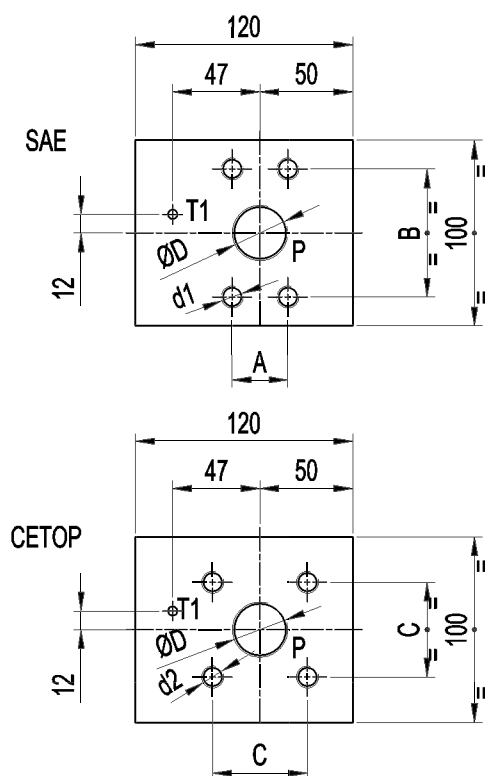 120
47 50
SAE
T1
12
ØD
P
B
=
=
100
=
=
d1
A
120
47 50
CETOP
T1
12
ØD
P
C
=
=
100
=
=
d2
C